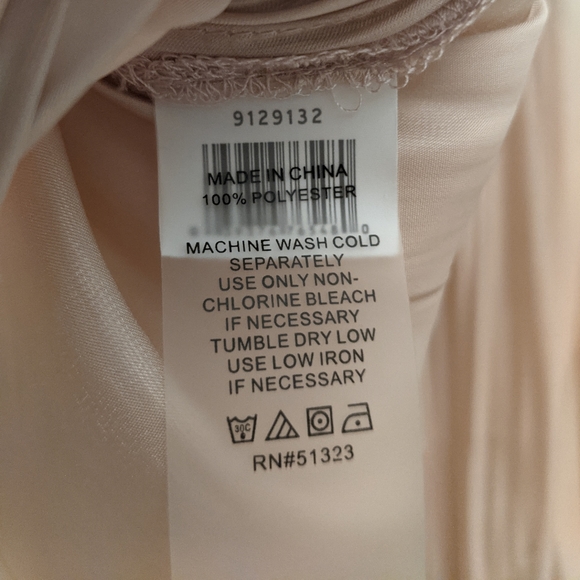 9129132
MADE IN CHINA
100% POLYESTER
MACHINE WASH COLD
SEPARATELY
USE ONLY NON-
CHLORINE BLEACH
IF NECESSARY
TUMBLE DRY LOW
USE LOW IRON
IF NECESSARY
30C
RN#51323